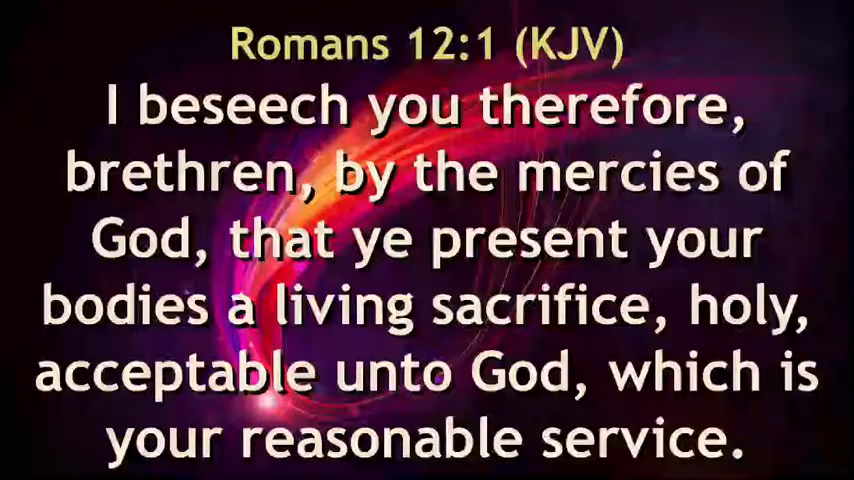 Romans 12:1 (KJV)
I beseech you therefore,
brethren, by the mercies of
God, that ye present your
bodies a living sacrifice, holy,
acceptable unto God, which is
your reasonable service.